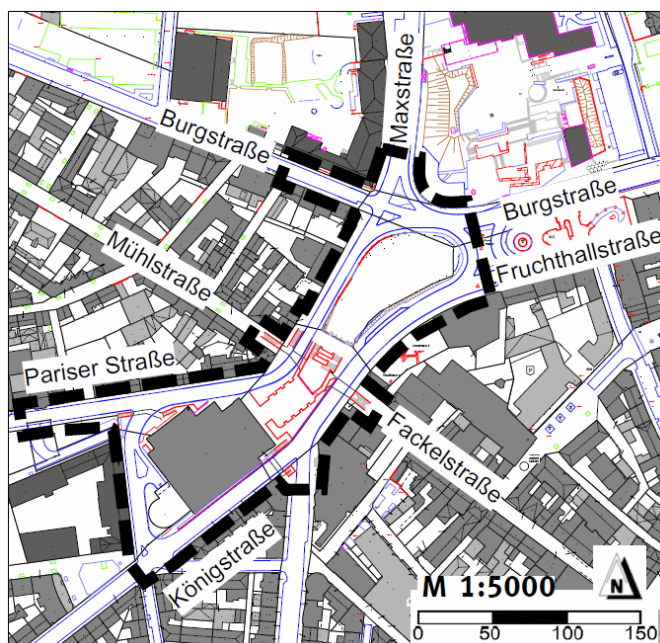 Maxstraße
Burgstraße
Burgstraße
Mühlstraße
Fruchthallstraße
Pariser Straße
Fackelstraße
Königstraße
M 1:5000
N
0 50 100 150
P